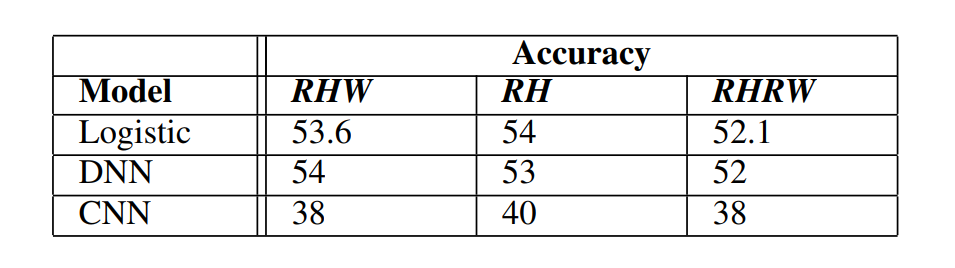 Accuracy
Model RHW RH RHRW
Logistic 53.6 54 52.1
DNN 54 53 52
CNN 38 40 38